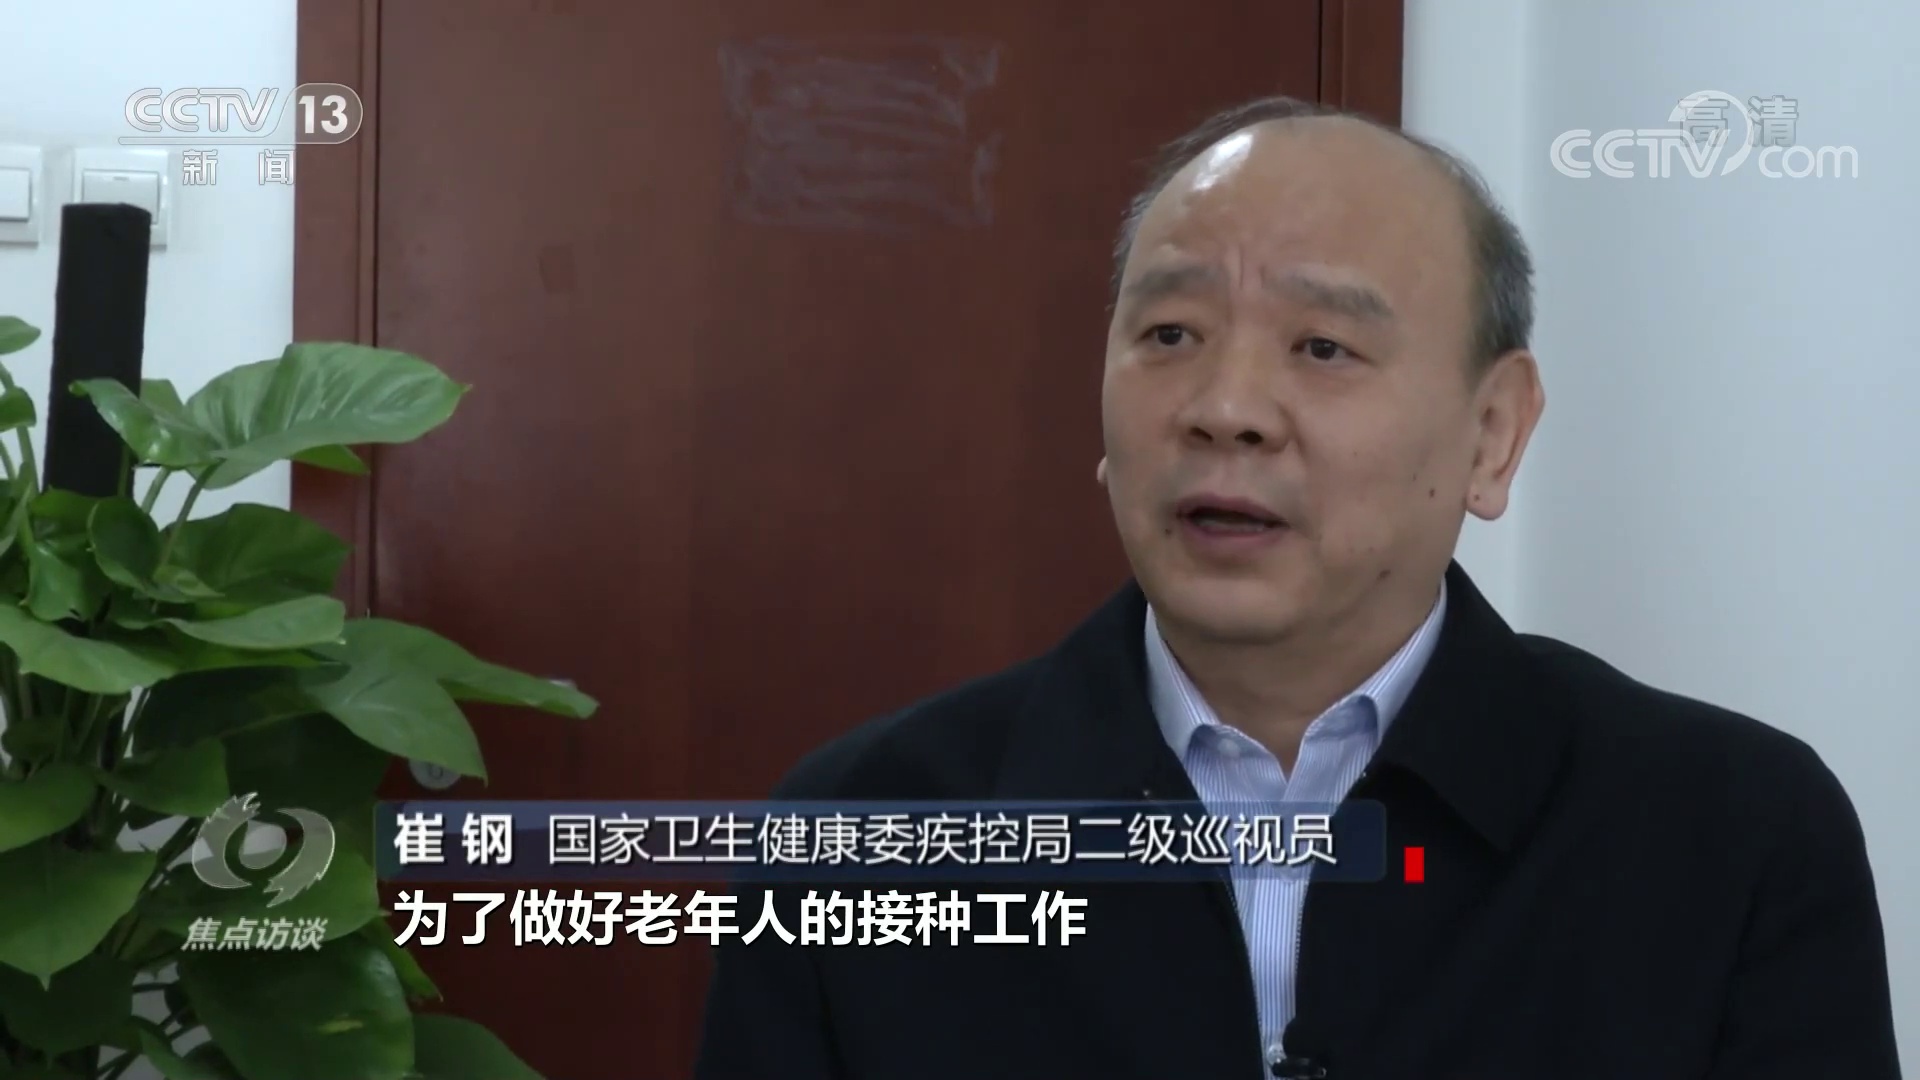 CCTV 13
新闻
高清
CCTV.com
崔钢 国家卫生健康委疾控局二级巡视员
焦点访谈
为了做好老年人的接种工作